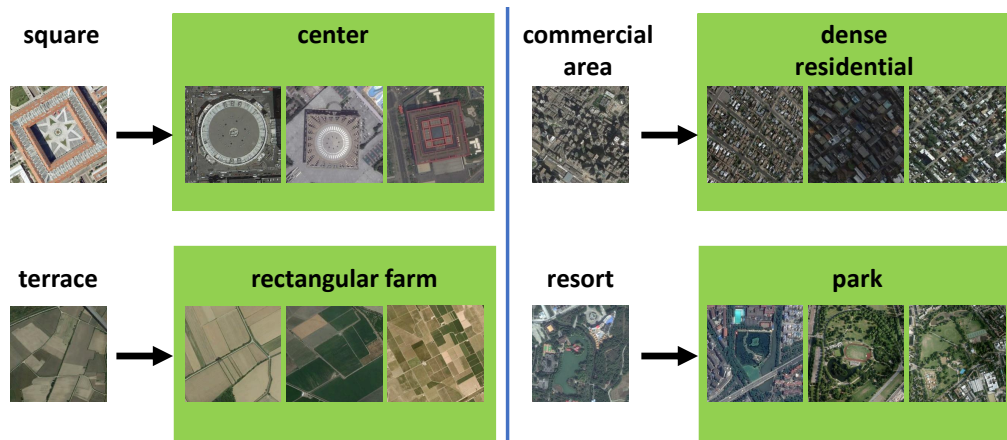 square
center
commercial
area
dense
residential
terrace
rectangular farm
resort
park